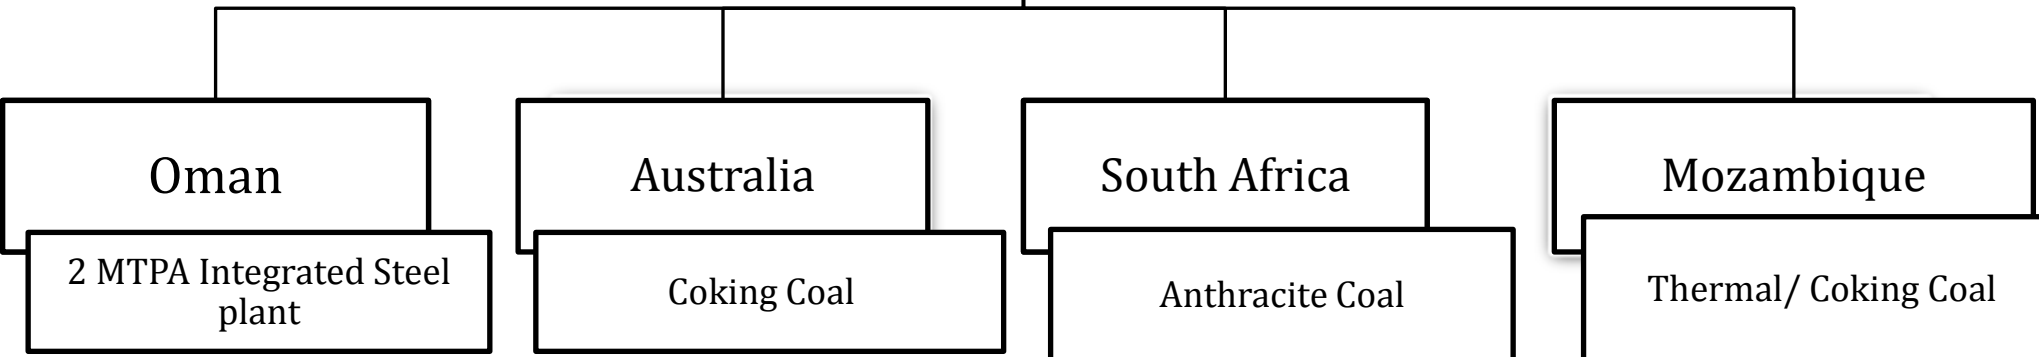 Oman
2 MTPA Integrated Steel
plant
Australia
Coking Coal
South Africa
Anthracite Coal
Mozambique
Thermal/ Coking Coal